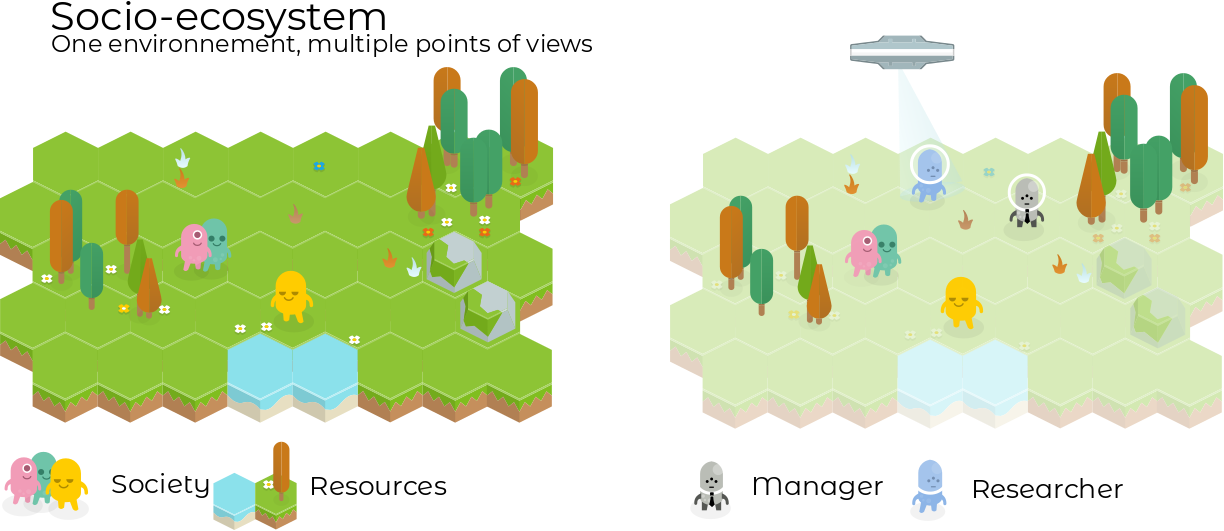 Socio-ecosystem
One environnement, multiple points of views
Society
Resources
Manager
Researcher